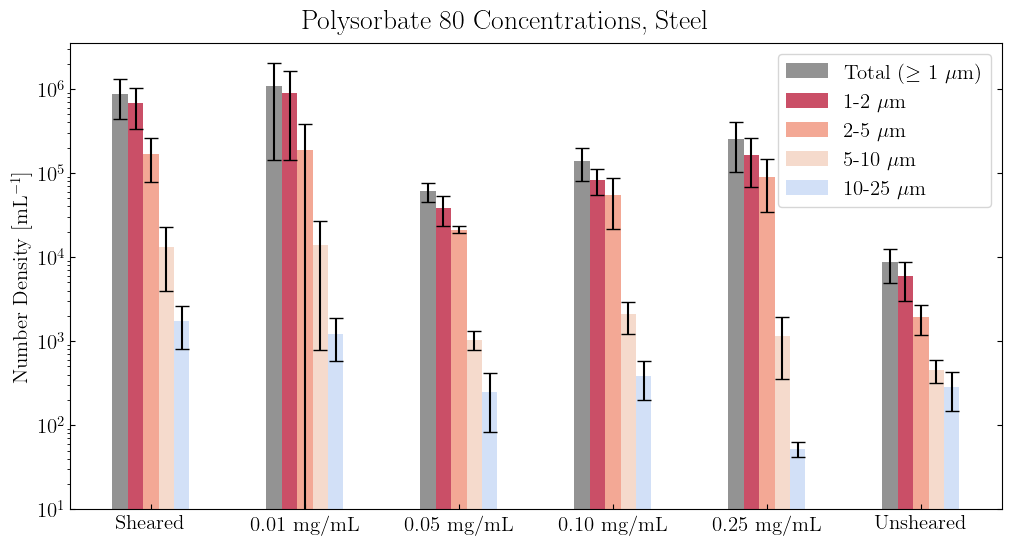 Polysorbate 80 Concentrations, Steel
Number Density [mL⁻¹]
10⁶
10⁵
10⁴
10³
10²
10¹
Total (≥ 1 μm)
1-2 μm
2-5 μm
5-10 μm
10-25 μm
Sheared 0.01 mg/mL 0.05 mg/mL 0.10 mg/mL 0.25 mg/mL Unsheared